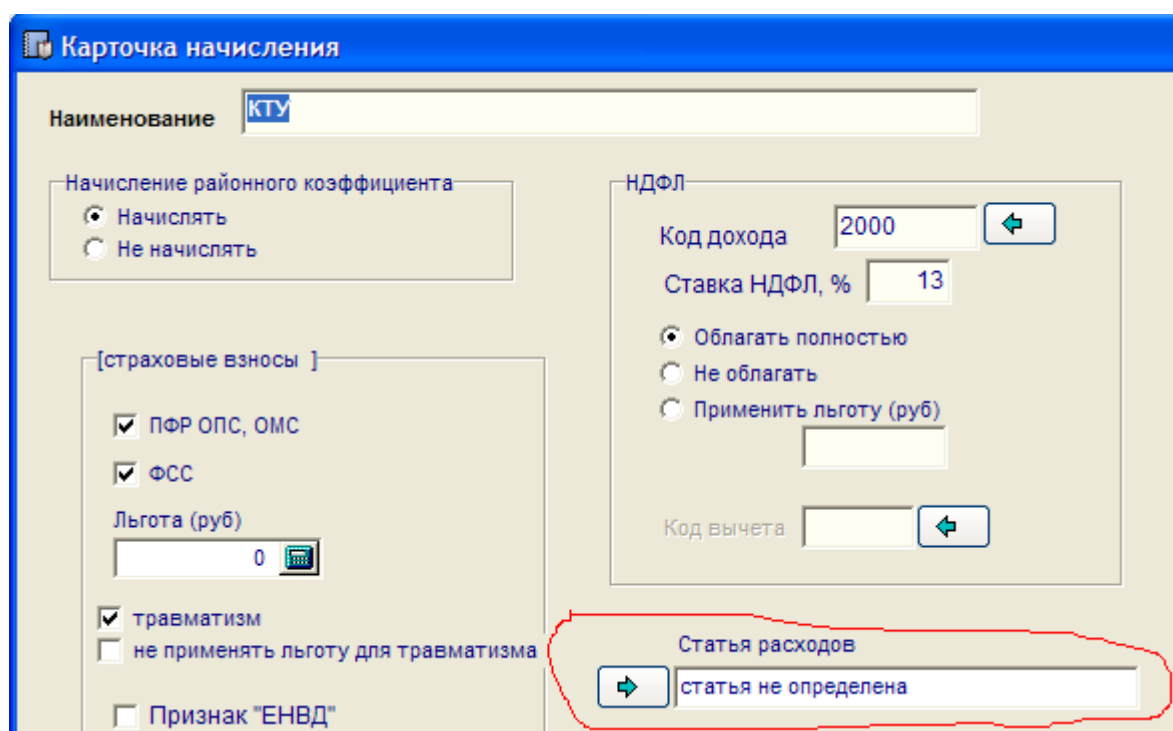 Карточка начисления
Наименование КТУ
Начисление районного коэффициента
Начислять
Не начислять
НДФЛ
Код дохода 2000
Ставка НДФЛ, % 13
Облагать полностью
Не облагать
Применить льготу (руб)
Код вычета
[страховые взносы ]
ПФР ОПС, ОМС
ФСС
Льгота (руб)
0
травматизм
не применять льготу для травматизма
Признак "ЕНВД"
Статья расходов
статья не определена